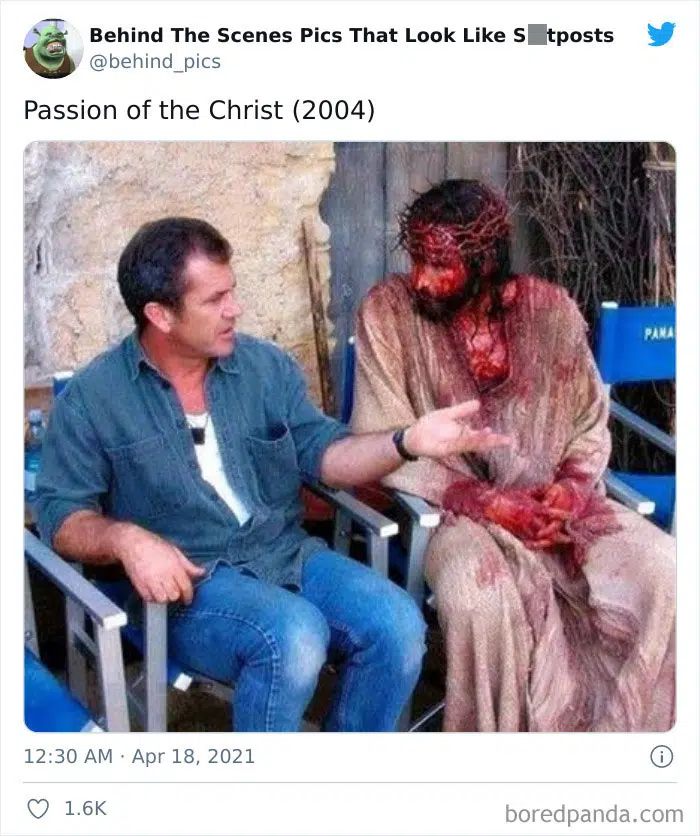 Behind The Scenes Pics That Look Like S tposts
@behind_pics
Passion of the Christ (2004)
PANA
12:30 AM · Apr 18, 2021
1.6K
boredpanda.com